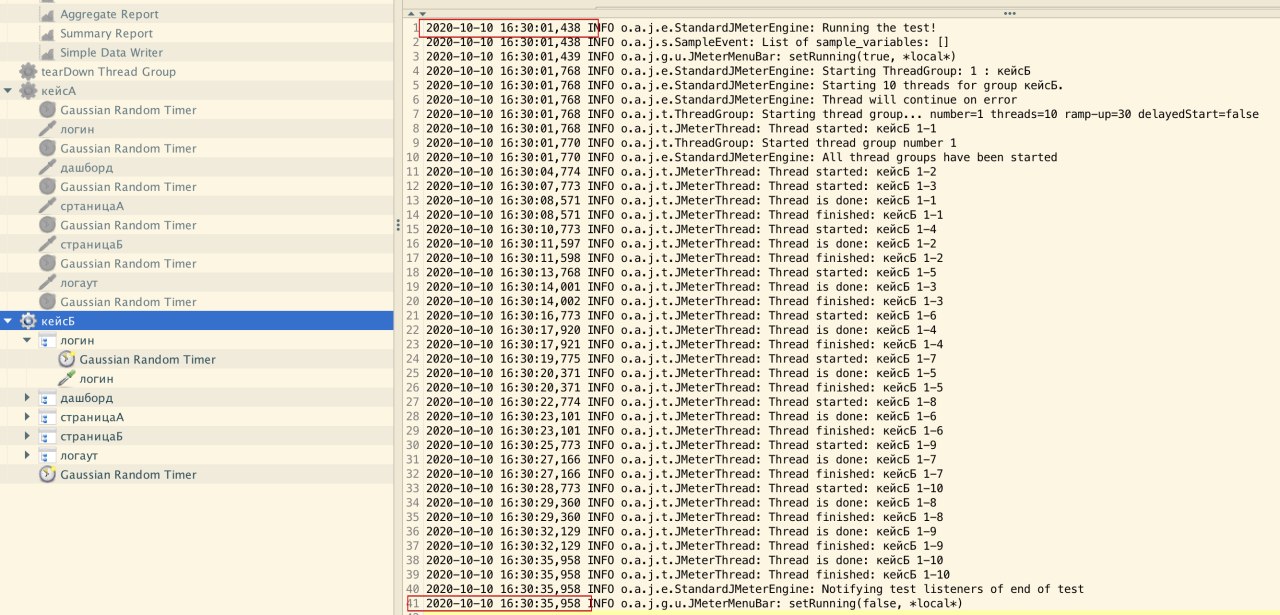 Aggregate Report
Summary Report
Simple Data Writer
tearDown Thread Group
кейсА
Gaussian Random Timer
логин
Gaussian Random Timer
дашборд
Gaussian Random Timer
сртаницаА
Gaussian Random Timer
страницаБ
Gaussian Random Timer
логаут
Gaussian Random Timer
кейсБ
логин
Gaussian Random Timer
логин
дашборд
страницаА
страницаБ
логаут
Gaussian Random Timer
1 2020-10-10 16:30:01,438 INFO o.a.j.e.StandardJMeterEngine: Running the test!
2 2020-10-10 16:30:01,438 INFO o.a.j.s.SampleEvent: List of sample_variables: []
3 2020-10-10 16:30:01,439 INFO o.a.j.g.u.JMeterMenuBar: setRunning(true, *local*)
4 2020-10-10 16:30:01,768 INFO o.a.j.e.StandardJMeterEngine: Starting ThreadGroup: 1 : кейсБ
5 2020-10-10 16:30:01,768 INFO o.a.j.e.StandardJMeterEngine: Starting 10 threads for group кейсБ.
6 2020-10-10 16:30:01,768 INFO o.a.j.e.StandardJMeterEngine: Thread will continue on error
7 2020-10-10 16:30:01,768 INFO o.a.j.t.ThreadGroup: Starting thread group... number=1 threads=10 ramp-up=30 delayedStart=false
8 2020-10-10 16:30:01,768 INFO o.a.j.t.JMeterThread: Thread started: кейсБ 1-1
9 2020-10-10 16:30:01,770 INFO o.a.j.t.ThreadGroup: Started thread group number 1
10 2020-10-10 16:30:01,770 INFO o.a.j.e.StandardJMeterEngine: All thread groups have been started
11 2020-10-10 16:30:04,774 INFO o.a.j.t.JMeterThread: Thread started: кейсБ 1-2
12 2020-10-10 16:30:07,773 INFO o.a.j.t.JMeterThread: Thread started: кейсБ 1-3
13 2020-10-10 16:30:08,571 INFO o.a.j.t.JMeterThread: Thread is done: кейсБ 1-1
14 2020-10-10 16:30:08,571 INFO o.a.j.t.JMeterThread: Thread finished: кейсБ 1-1
15 2020-10-10 16:30:10,773 INFO o.a.j.t.JMeterThread: Thread started: кейсБ 1-4
16 2020-10-10 16:30:11,597 INFO o.a.j.t.JMeterThread: Thread is done: кейсБ 1-2
17 2020-10-10 16:30:11,598 INFO o.a.j.t.JMeterThread: Thread finished: кейсБ 1-2
18 2020-10-10 16:30:13,768 INFO o.a.j.t.JMeterThread: Thread started: кейсБ 1-5
19 2020-10-10 16:30:14,001 INFO o.a.j.t.JMeterThread: Thread is done: кейсБ 1-3
20 2020-10-10 16:30:14,002 INFO o.a.j.t.JMeterThread: Thread finished: кейсБ 1-3
21 2020-10-10 16:30:16,773 INFO o.a.j.t.JMeterThread: Thread started: кейсБ 1-6
22 2020-10-10 16:30:17,920 INFO o.a.j.t.JMeterThread: Thread is done: кейсБ 1-4
23 2020-10-10 16:30:17,921 INFO o.a.j.t.JMeterThread: Thread finished: кейсБ 1-4
24 2020-10-10 16:30:19,775 INFO o.a.j.t.JMeterThread: Thread started: кейсБ 1-7
25 2020-10-10 16:30:20,371 INFO o.a.j.t.JMeterThread: Thread is done: кейсБ 1-5
26 2020-10-10 16:30:20,371 INFO o.a.j.t.JMeterThread: Thread finished: кейсБ 1-5
27 2020-10-10 16:30:22,774 INFO o.a.j.t.JMeterThread: Thread started: кейсБ 1-8
28 2020-10-10 16:30:23,101 INFO o.a.j.t.JMeterThread: Thread is done: кейсБ 1-6
29 2020-10-10 16:30:23,101 INFO o.a.j.t.JMeterThread: Thread finished: кейсБ 1-6
30 2020-10-10 16:30:25,773 INFO o.a.j.t.JMeterThread: Thread started: кейсБ 1-9
31 2020-10-10 16:30:27,166 INFO o.a.j.t.JMeterThread: Thread is done: кейсБ 1-7
32 2020-10-10 16:30:27,166 INFO o.a.j.t.JMeterThread: Thread finished: кейсБ 1-7
33 2020-10-10 16:30:28,773 INFO o.a.j.t.JMeterThread: Thread started: кейсБ 1-10
34 2020-10-10 16:30:29,360 INFO o.a.j.t.JMeterThread: Thread is done: кейсБ 1-8
35 2020-10-10 16:30:29,360 INFO o.a.j.t.JMeterThread: Thread finished: кейсБ 1-8
36 2020-10-10 16:30:32,129 INFO o.a.j.t.JMeterThread: Thread is done: кейсБ 1-9
37 2020-10-10 16:30:32,129 INFO o.a.j.t.JMeterThread: Thread finished: кейсБ 1-9
38 2020-10-10 16:30:35,958 INFO o.a.j.t.JMeterThread: Thread is done: кейсБ 1-10
39 2020-10-10 16:30:35,958 INFO o.a.j.t.JMeterThread: Thread finished: кейсБ 1-10
40 2020-10-10 16:30:35,958 INFO o.a.j.e.StandardJMeterEngine: Notifying test listeners of end of test
41 2020-10-10 16:30:35,958 INFO o.a.j.g.u.JMeterMenuBar: setRunning(false, *local*)